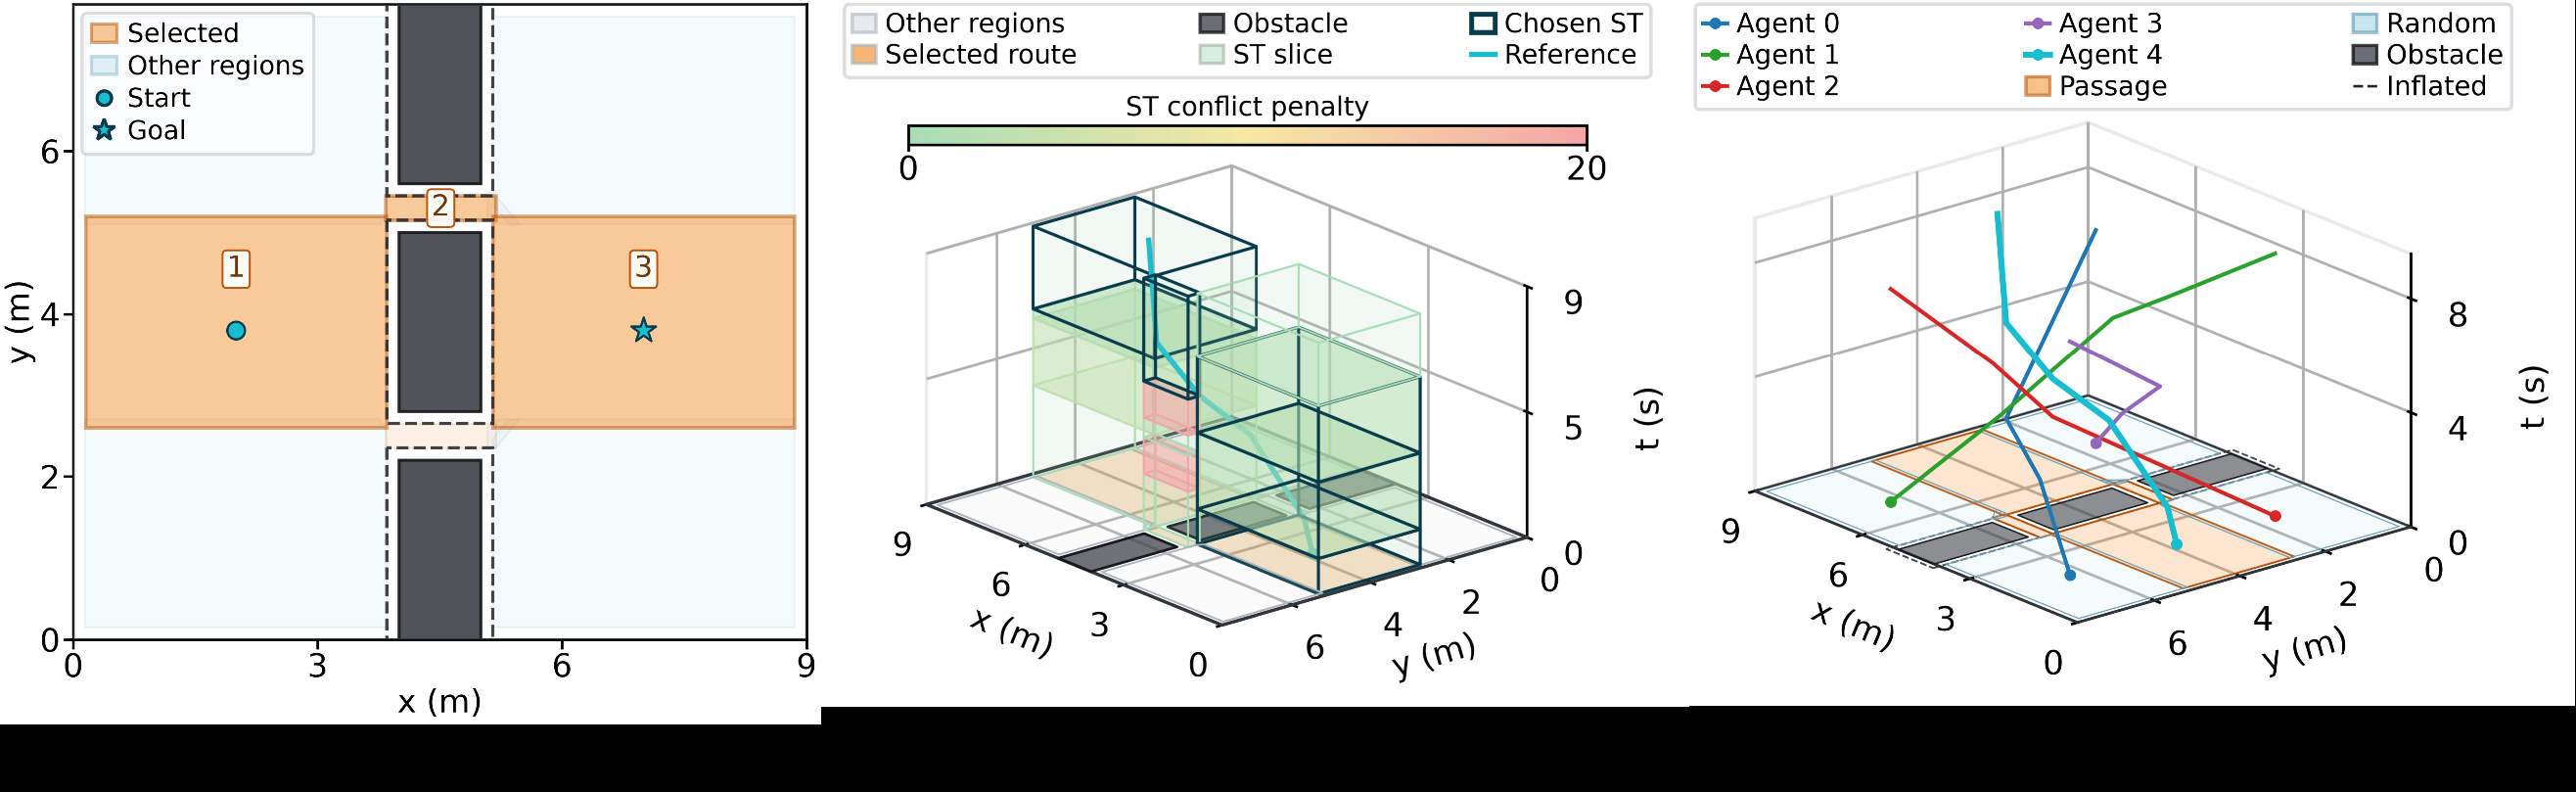 Selected
Other regions
Start
Goal
6
4
2
0
y (m)
1
2
3
0
3
6
9
x (m)
Other regions
Obstacle
Chosen ST
Selected route
ST slice
Reference
ST conflict penalty
0
20
9
5
0
t (s)
9
6
3
0
x (m)
6
4
2
0
y (m)
Agent 0
Agent 3
Random
Agent 1
Agent 4
Obstacle
Agent 2
Passage
Inflated
8
4
0
t (s)
9
6
3
0
x (m)
6
4
2
0
y (m)